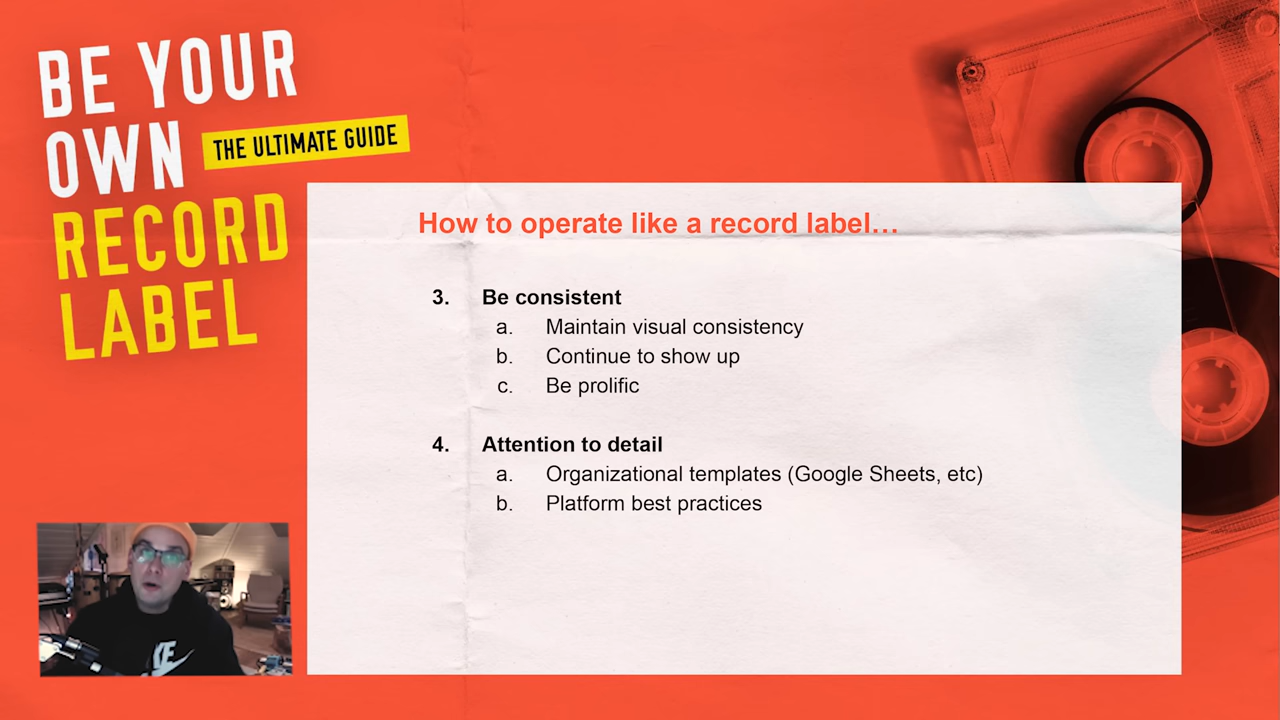 BE YOUR
OWN
THE ULTIMATE GUIDE
RECORD
LABEL
How to operate like a record label…
3. Be consistent
a. Maintain visual consistency
b. Continue to show up
c. Be prolific
4. Attention to detail
a. Organizational templates (Google Sheets, etc)
b. Platform best practices